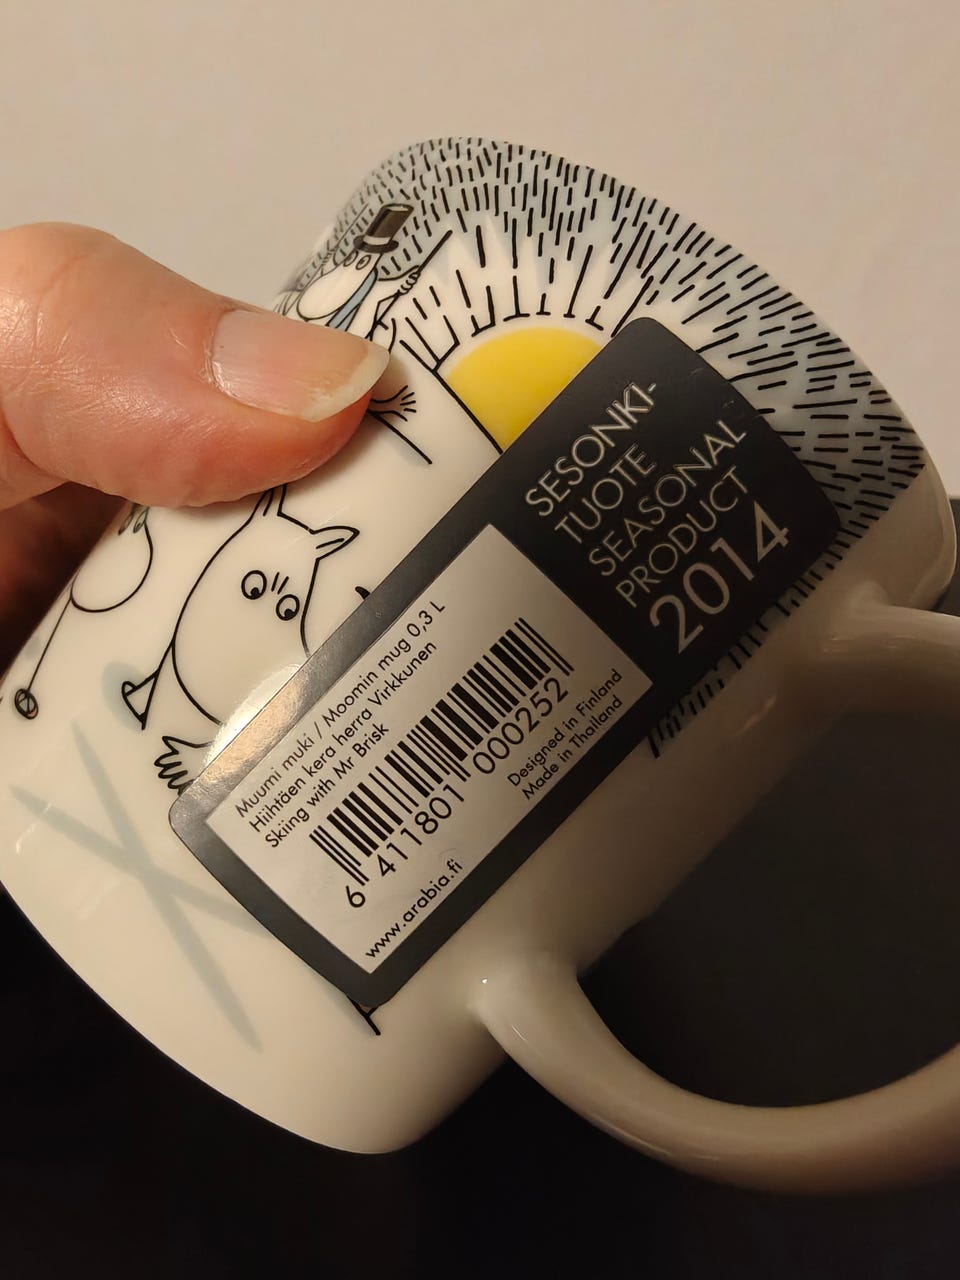 SESONKI-
TUOTE
SEASONAL
PRODUCT
2014
Muumi muki / Moomin mug 0,3 L
Hiihtäen kera herra Virkkunen
Skiing with Mr Brisk
6 411801 000252
Designed in Finland
Made in Thailand
www.arabia.fi